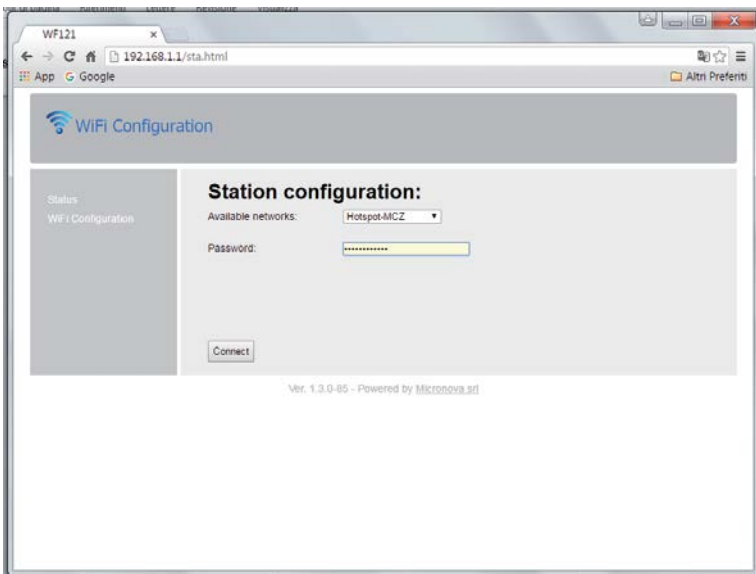 WF121
192.168.1.1/sta.html
App Google Altri Preferiti
WiFi Configuration
Status
WiFi Configuration
Station configuration:
Available networks: Hotspot-MCZ
Password: ••••••••••••
Connect
Ver. 1.3.0-85 - Powered by Micronova srl